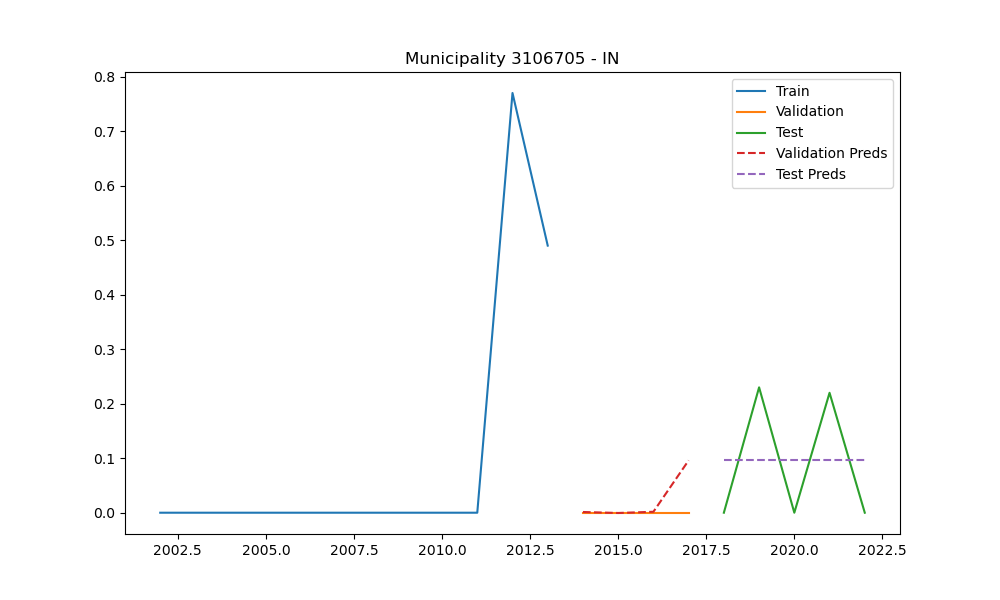 Municipality 3106705 - IN
0.8
0.7
0.6
0.5
0.4
0.3
0.2
0.1
0.0
Train
Validation
Test
Validation Preds
Test Preds
2002.5 2005.0 2007.5 2010.0 2012.5 2015.0 2017.5 2020.0 2022.5